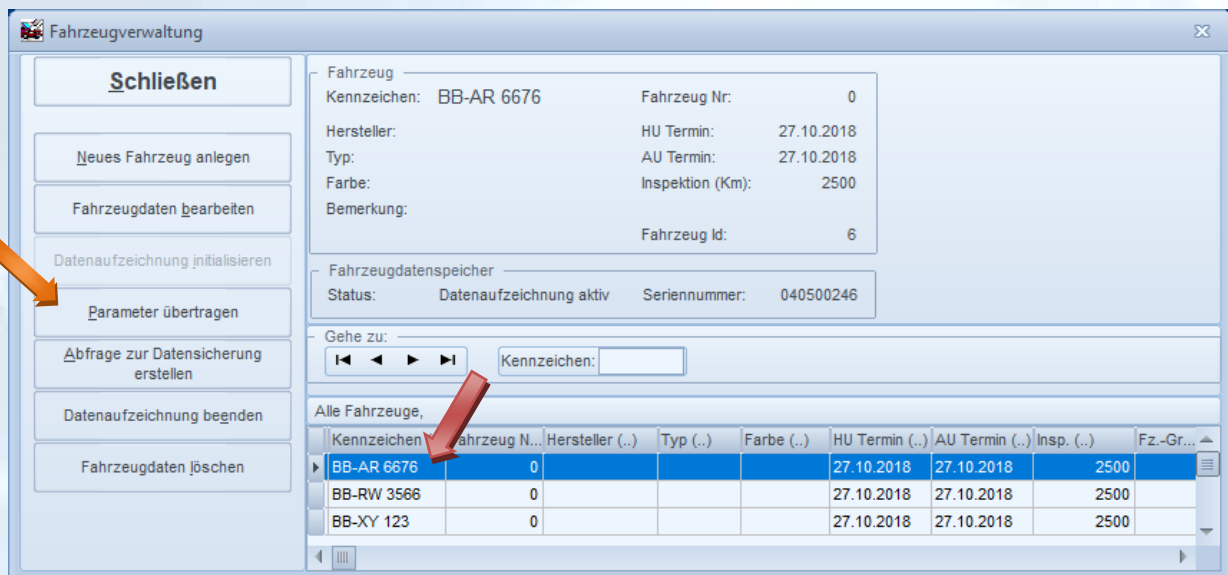 Fahrzeugverwaltung
Schließen
Neues Fahrzeug anlegen
Fahrzeugdaten bearbeiten
Datenaufzeichnung initialisieren
Parameter übertragen
Abfrage zur Datensicherung
erstellen
Datenaufzeichnung beenden
Fahrzeugdaten löschen
Fahrzeug
Kennzeichen: BB-AR 6676 Fahrzeug Nr: 0
Hersteller: HU Termin: 27.10.2018
Typ: AU Termin: 27.10.2018
Farbe: Inspektion (Km): 2500
Bemerkung:
Fahrzeug Id: 6
Fahrzeugdatenspeicher
Status: Datenaufzeichnung aktiv Seriennummer: 040500246
Gehe zu:
Kennzeichen:
Alle Fahrzeuge,
Kennzeichen ahrzeug N... Hersteller (..) Typ (..) Farbe (..) HU Termin (..) AU Termin (..) Insp. (..) Fz.-Gr...
BB-AR 6676 0 27.10.2018 27.10.2018 2500
BB-RW 3566 0 27.10.2018 27.10.2018 2500
BB-XY 123 0 27.10.2018 27.10.2018 2500